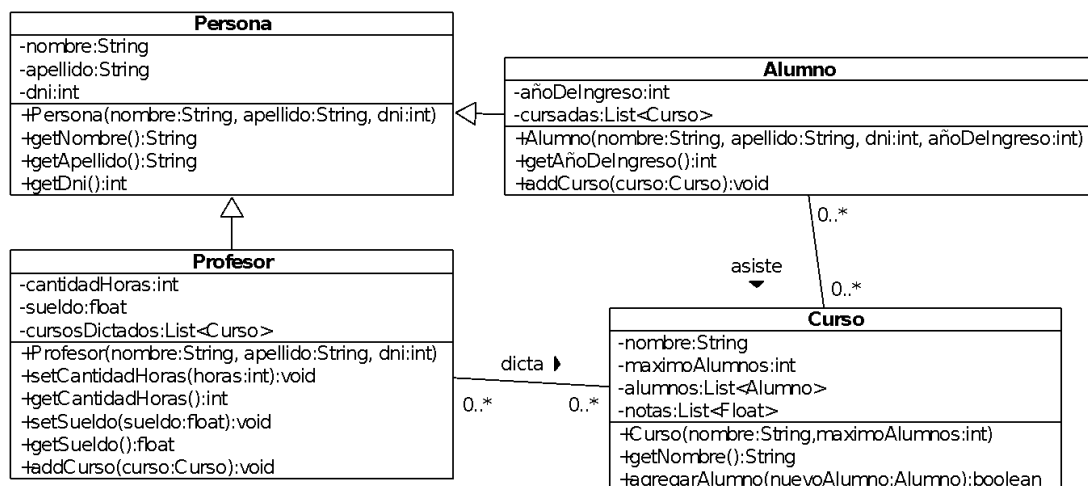 Persona
-nombre:String
-apellido:String
-dni:int
+Persona(nombre:String, apellido:String, dni:int)
+getNombre():String
+getApellido():String
+getDni():int
Alumno
-añoDeIngreso:int
-cursadas:List<Curso>
+Alumno(nombre:String, apellido:String, dni:int, añoDeIngreso:int)
+getAñoDeIngreso():int
+addCurso(curso:Curso):void
0..*
asiste
0..*
Profesor
-cantidadHoras:int
-sueldo:float
-cursosDictados:List<Curso>
+Profesor(nombre:String, apellido:String, dni:int)
+setCantidadHoras(horas:int):void
+getCantidadHoras():int
+setSueldo(sueldo:float):void
+getSueldo():float
+addCurso(curso:Curso):void
dicta
0..*
0..*
Curso
-nombre:String
-maximoAlumnos:int
-alumnos:List<Alumno>
-notas:List<Float>
+Curso(nombre:String,maximoAlumnos:int)
+getNombre():String
+agregarAlumno(nuevoAlumno:Alumno):boolean